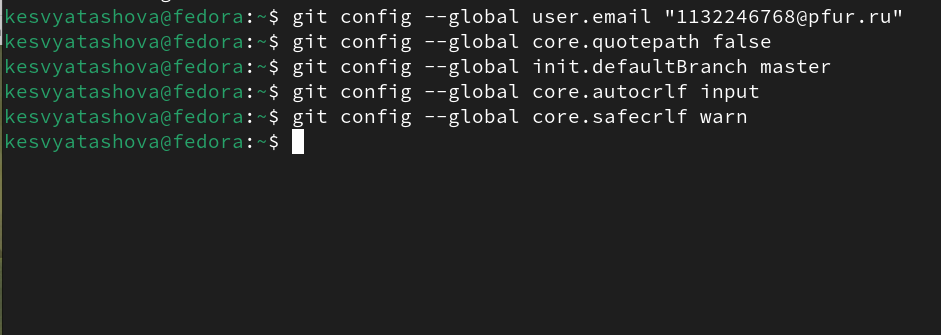 kesvyatashova@fedora:~$ git config --global user.email "1132246768@pfur.ru"
kesvyatashova@fedora:~$ git config --global core.quotepath false
kesvyatashova@fedora:~$ git config --global init.defaultBranch master
kesvyatashova@fedora:~$ git config --global core.autocrlf input
kesvyatashova@fedora:~$ git config --global core.safecrlf warn
kesvyatashova@fedora:~$